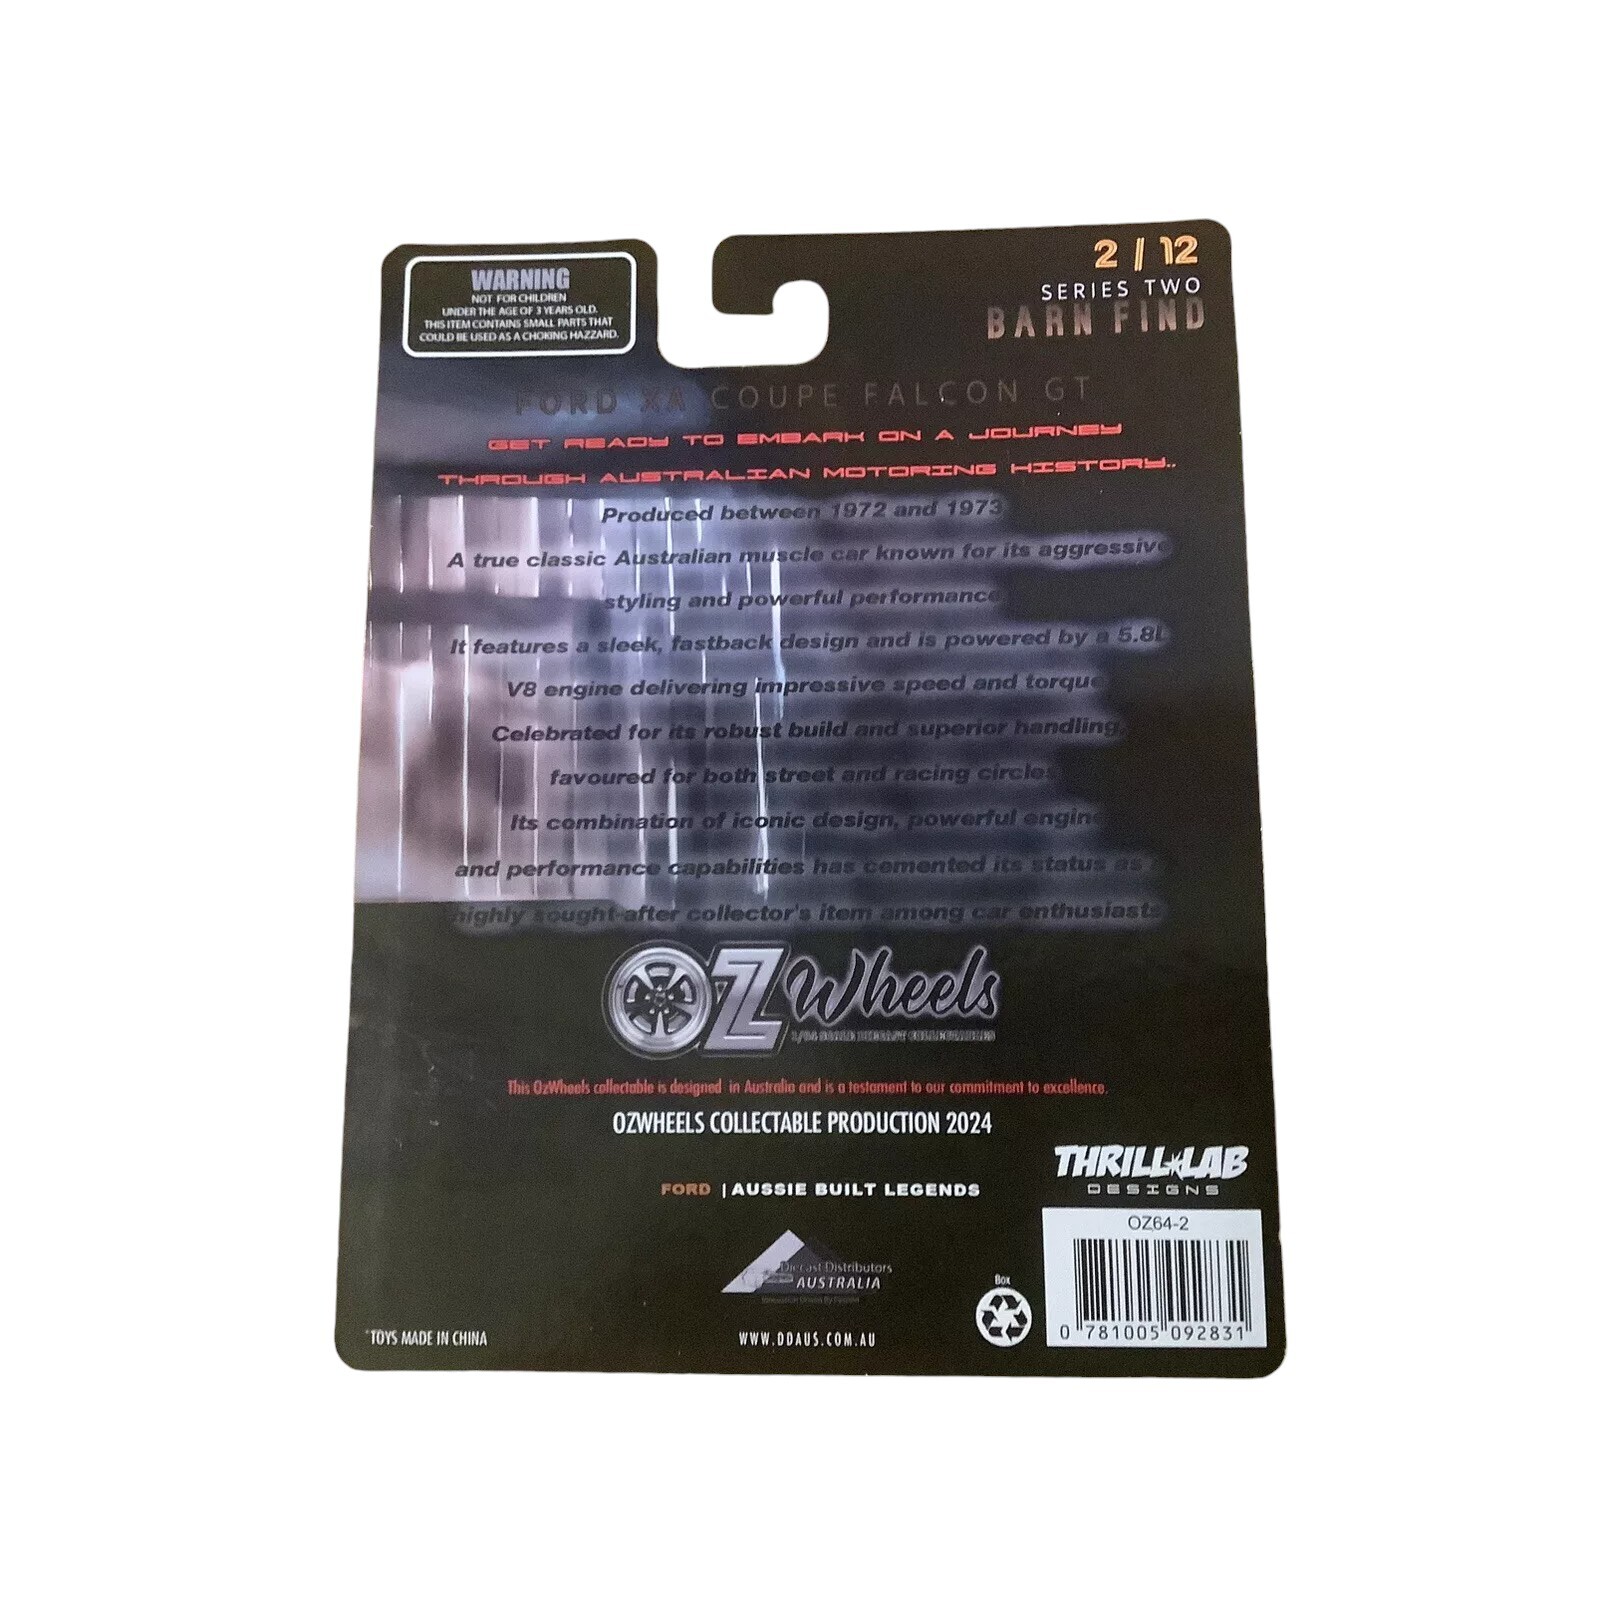 WARNING
NOT FOR CHILDREN
UNDER THE AGE OF 3 YEARS OLD.
THIS ITEM CONTAINS SMALL PARTS THAT
COULD BE USED AS A CHOKING HAZZARD.
2 / 12
SERIES TWO
BARN FIND
FORD XA COUPE FALCON GT
GET READY TO EMBARK ON A JOURNEY
THROUGH AUSTRALIAN MOTORING HISTORY..
Produced between 1972 and 1973
A true classic Australian muscle car known for its aggressive
styling and powerful performance
It features a sleek, fastback design and is powered by a 5.8L
V8 engine delivering impressive speed and torque
Celebrated for its robust build and superior handling,
favoured for both street and racing circles
Its combination of iconic design, powerful engine
and performance capabilities has cemented its status as a
highly sought-after collector's item among car enthusiasts
OZ Wheels
1/64 SCALE DIECAST COLLECTABLES
This OzWheels collectable is designed in Australia and is a testament to our commitment to excellence.
OZWHEELS COLLECTABLE PRODUCTION 2024
THRILL LAB
DESIGNS
FORD | AUSSIE BUILT LEGENDS
OZ64-2
Diecast Distributors
AUSTRALIA
Box
0 781005 092831
*TOYS MADE IN CHINA
WWW.DDAUS.COM.AU